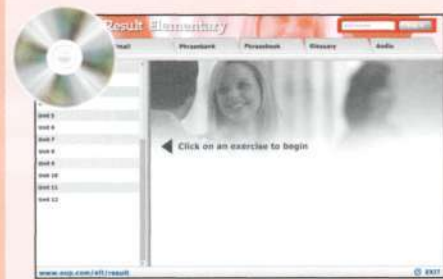 Result Elementary
mail
Phrasebank
Phrasebook
Glossary
Audio
Unit 5
Unit 6
Unit 7
Unit 8
Unit 9
Unit 10
Unit 11
Unit 12
Click on an exercise to begin
www.oup.com/elt/result
EXIT